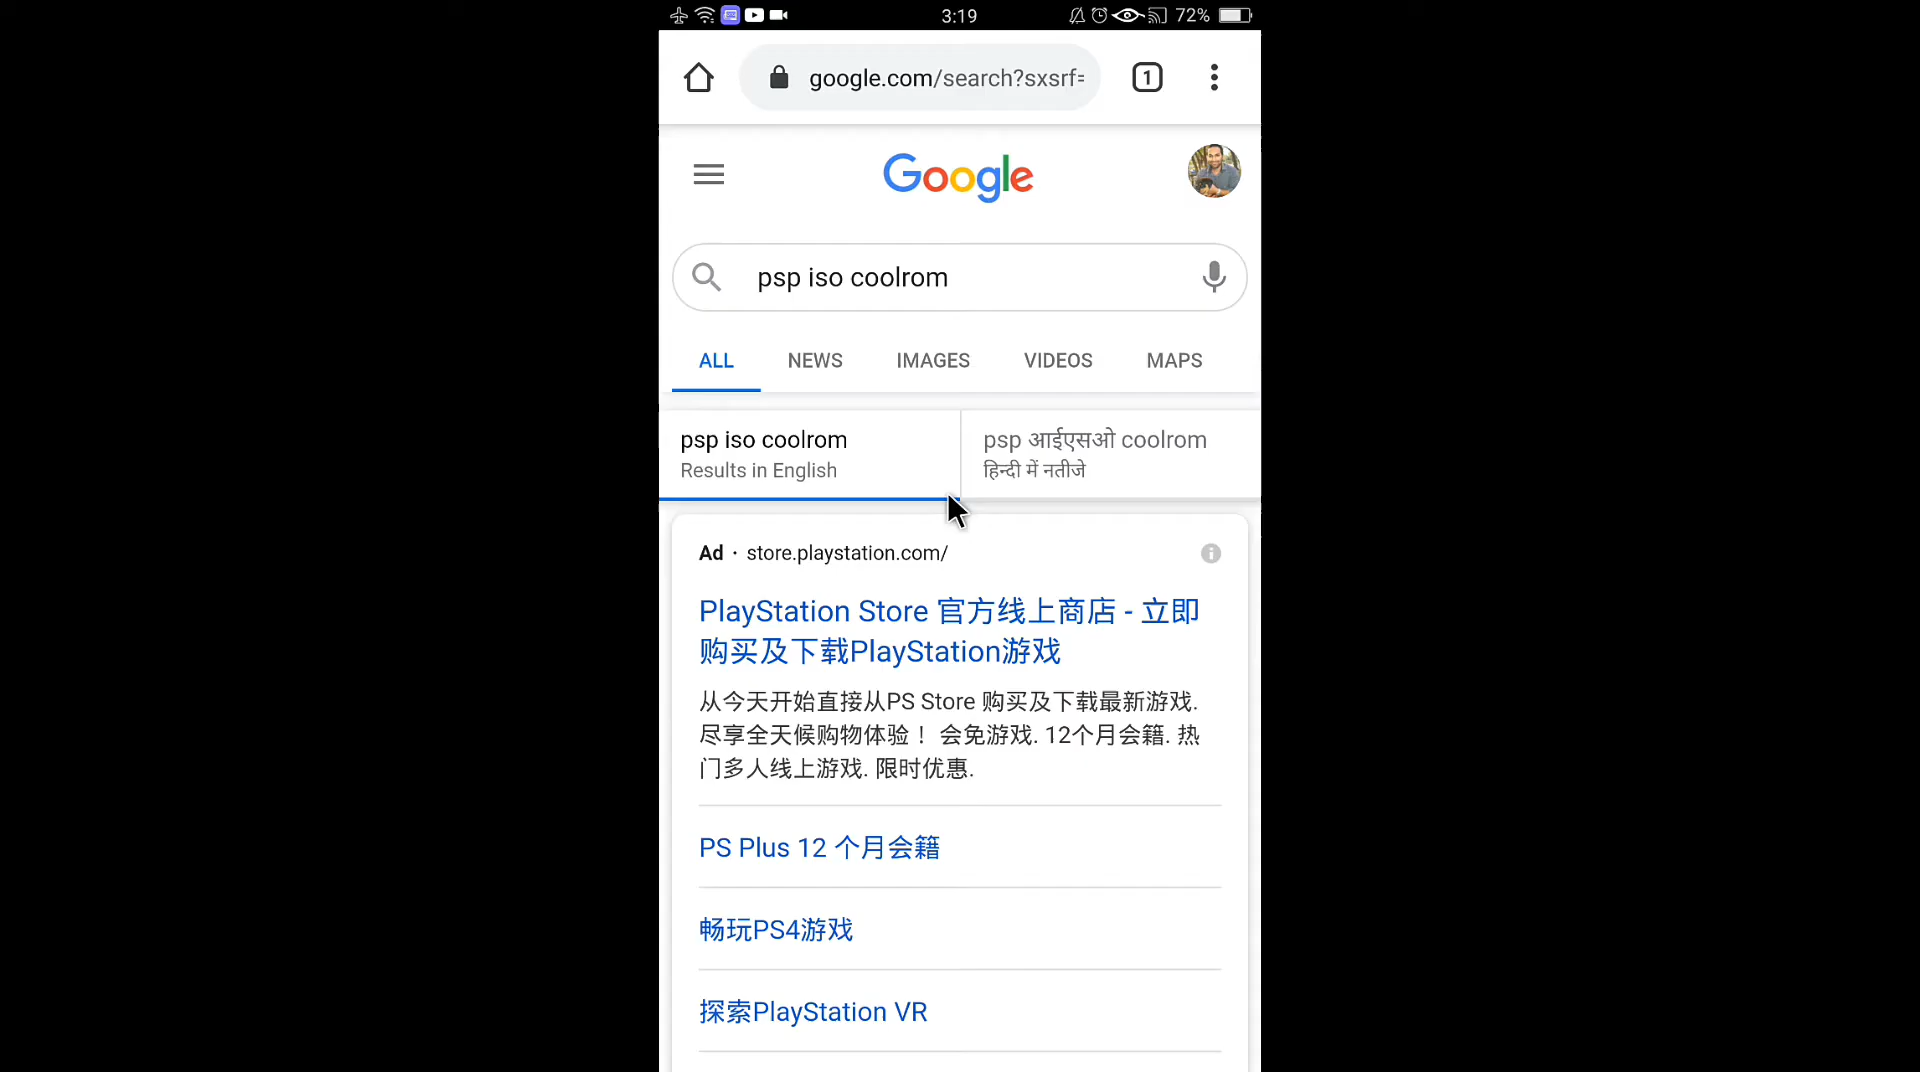 3:19
72%
google.com/search?sxsrf=
1
Google
psp iso coolrom
ALL NEWS IMAGES VIDEOS MAPS
psp iso coolrom
Results in English
psp आईएसओ coolrom
हिन्दी में नतीजे
Ad · store.playstation.com/
PlayStation Store 官方线上商店 - 立即
购买及下载PlayStation游戏
从今天开始直接从PS Store 购买及下载最新游戏.
尽享全天候购物体验！ 会免游戏. 12个月会籍. 热
门多人线上游戏. 限时优惠.
PS Plus 12 个月会籍
畅玩PS4游戏
探索PlayStation VR